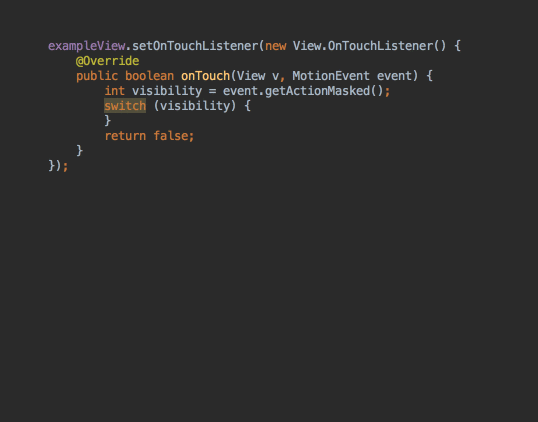 exampleView.setOnTouchListener(new View.OnTouchListener() {
    @Override
    public boolean onTouch(View v, MotionEvent event) {
        int visibility = event.getActionMasked();
        switch (visibility) {
        }
        return false;
    }
});